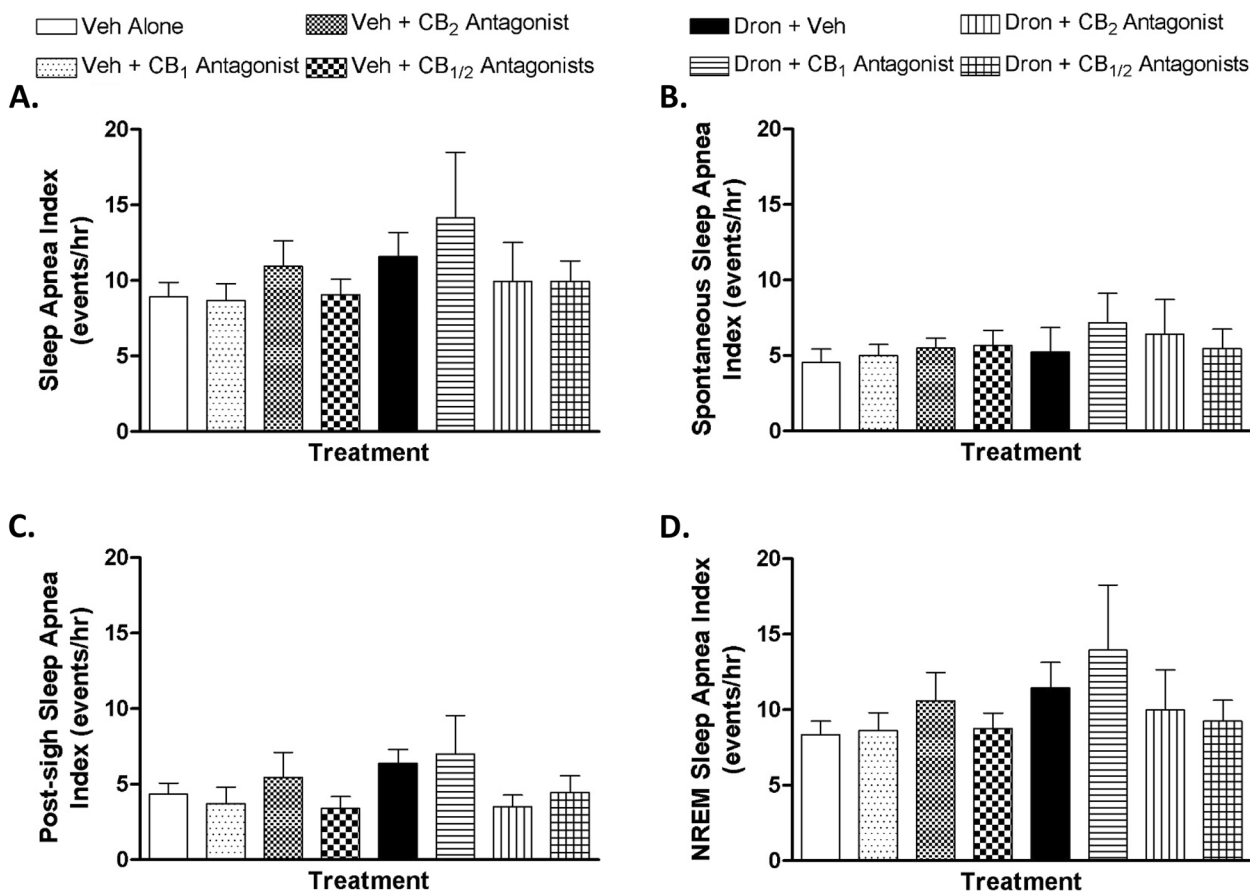 Veh Alone
Veh + CB2 Antagonist
Veh + CB1 Antagonist
Veh + CB1/2 Antagonists
Dron + Veh
Dron + CB2 Antagonist
Dron + CB1 Antagonist
Dron + CB1/2 Antagonists
A.
Sleep Apnea Index
(events/hr)
20
15
10
5
0
Treatment
B.
Spontaneous Sleep Apnea
Index (events/hr)
20
15
10
5
0
Treatment
C.
Post-sigh Sleep Apnea
Index (events/hr)
20
15
10
5
0
Treatment
D.
NREM Sleep Apnea Index
(events/hr)
20
15
10
5
0
Treatment